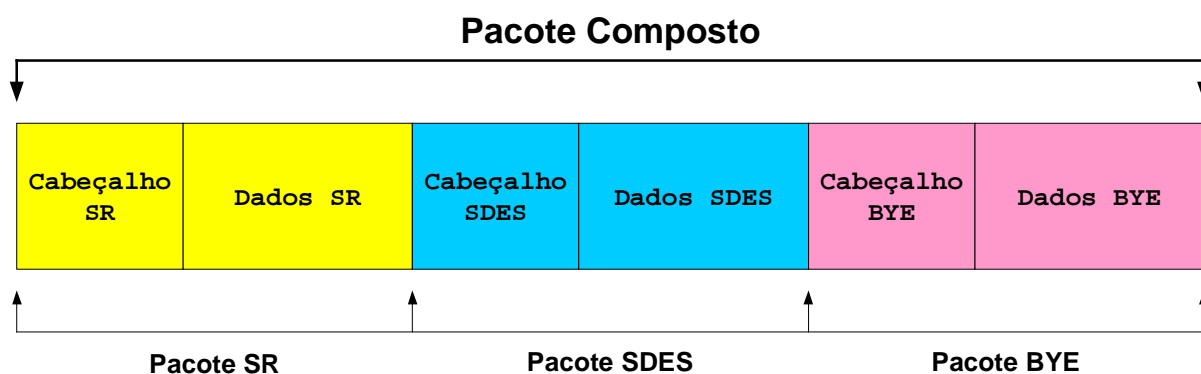 Pacote Composto
Cabeçalho
SR
Dados SR
Cabeçalho
SDES
Dados SDES
Cabeçalho
BYE
Dados BYE
Pacote SR
Pacote SDES
Pacote BYE